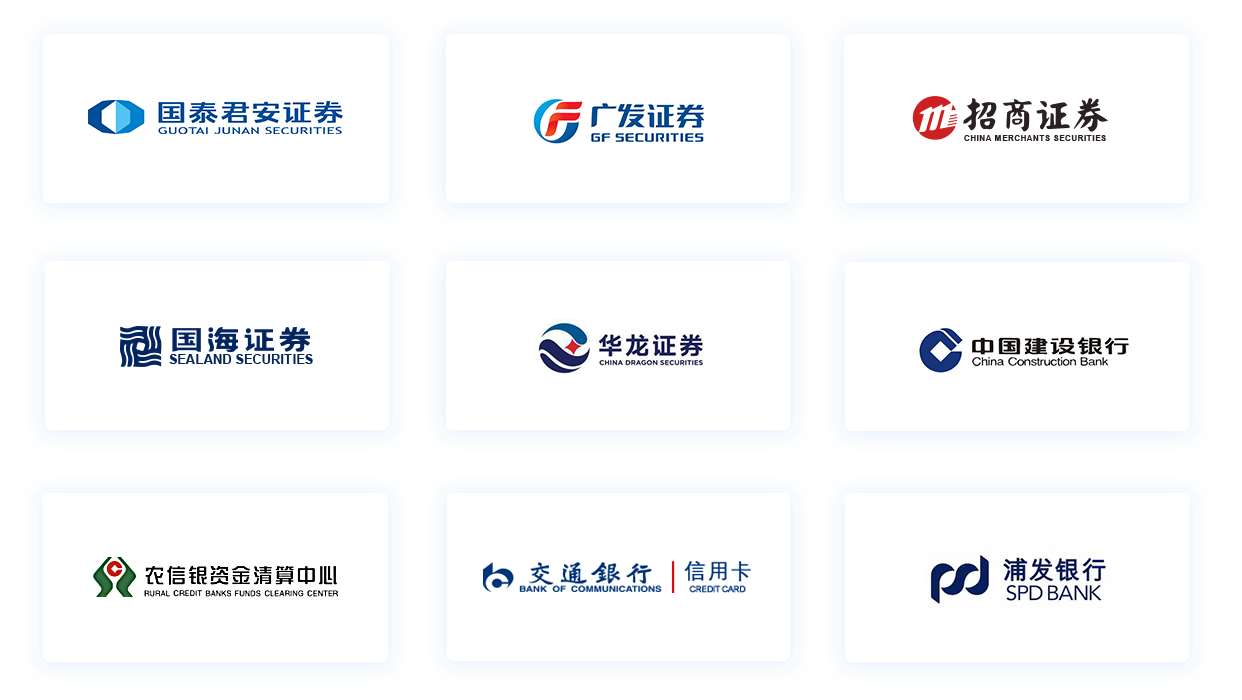 国泰君安证券
GUOTAI JUNAN SECURITIES
广发证券
GF SECURITIES
招商证券
CHINA MERCHANTS SECURITIES
国海证券
SEALAND SECURITIES
华龙证券
CHINA DRAGON SECURITIES
中国建设银行
China Construction Bank
农信银资金清算中心
RURAL CREDIT BANKS FUNDS CLEARING CENTER
交通銀行
BANK OF COMMUNICATIONS
信用卡
CREDIT CARD
浦发银行
SPD BANK